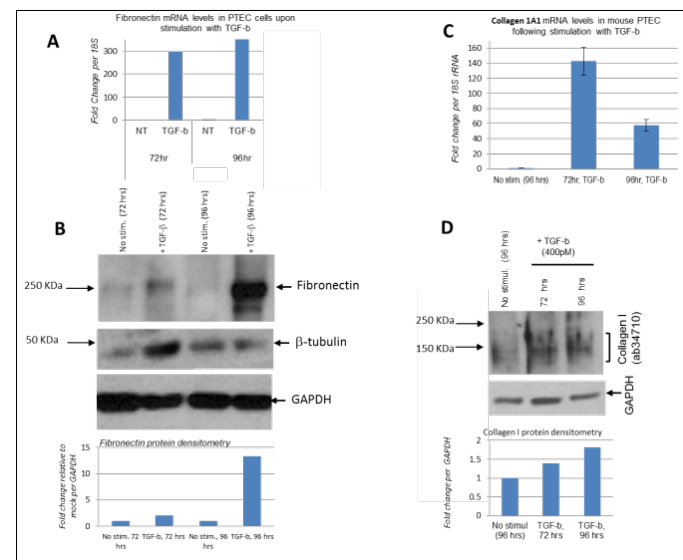 A
Fibronectin mRNA levels in PTEC cells upon
stimulation with TGF-b
Fold Change per 18S
300
250
200
150
100
50
0
NT
TGF-b
NT
TGF-b
72hr
96hr
C
Collagen 1A1 mRNA levels in mouse PTEC
following stimulation with TGF-b
Fold change per 18S rRNA
160
140
120
100
80
60
40
20
0
No stim. (96 hrs)
72hr, TGF-b
96hr, TGF-b
B
No stim. (72 hrs)
+ TGF-β (72 hrs)
No stim. (96 hrs)
+ TGF-β (96 hrs)
250 KDa
Fibronectin
50 KDa
β-tubulin
GAPDH
Fibronectin protein densitometry
Fold change relative to
mock per GAPDH
15
10
5
0
No stim. 72
hrs
TGF-b, 72 hrs
No stim., 96
hrs
TGF-b, 96 hrs
D
No stimul. (96 hrs)
+ TGF-b
(400pM)
72 hrs
96 hrs
250 KDa
150 KDa
Collagen I
(ab34710)
GAPDH
Collagen I protein densitometry
Fold change per GAPDH
2
1.5
1
0.5
0
No stimul
(96 hrs)
TGF-b,
72 hrs
TGF-b,
96 hrs